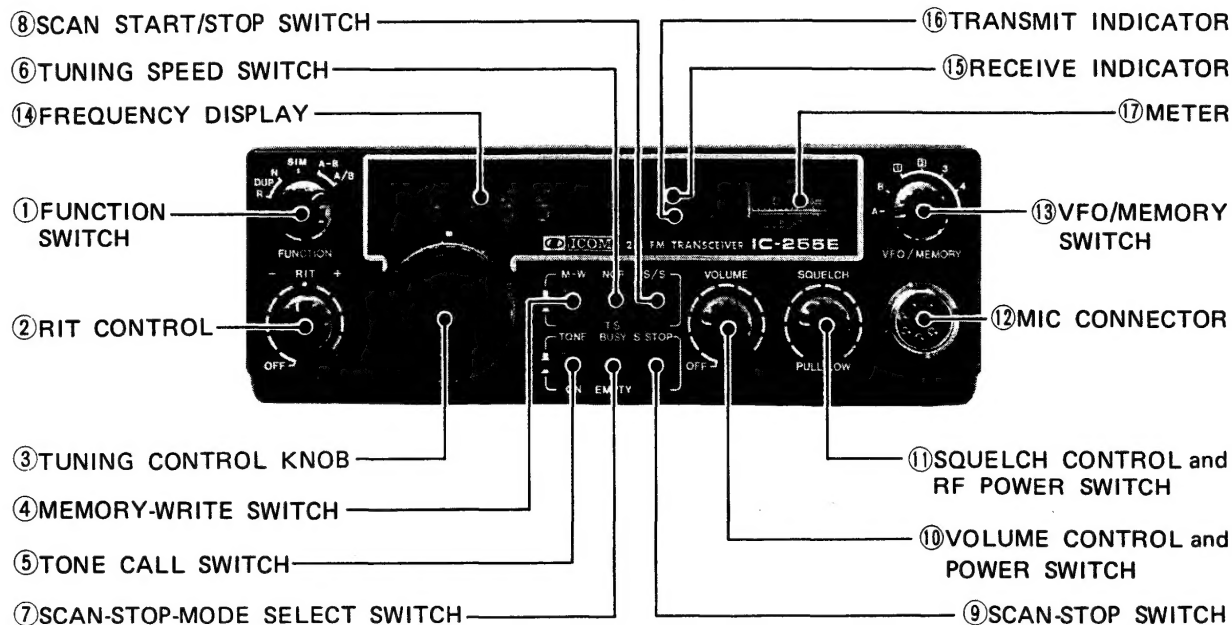 ⑧SCAN START/STOP SWITCH
⑥TUNING SPEED SWITCH
⑭FREQUENCY DISPLAY
①FUNCTION
SWITCH
②RIT CONTROL
③TUNING CONTROL KNOB
④MEMORY-WRITE SWITCH
⑤TONE CALL SWITCH
⑦SCAN-STOP-MODE SELECT SWITCH
SIM A-B
N A/B
DUP
R
FUNCTION
- RIT +
OFF
ICOM FM TRANSCEIVER IC-255E
M-W S/S
T S
TONE BUSY S STOP
ON EMPTY
VOLUME
OFF
SQUELCH
1 2 3
B 4
A
VFO/MEMORY
⑯TRANSMIT INDICATOR
⑮RECEIVE INDICATOR
⑰METER
⑬VFO/MEMORY
SWITCH
⑫MIC CONNECTOR
⑪SQUELCH CONTROL and
RF POWER SWITCH
⑩VOLUME CONTROL and
POWER SWITCH
⑨SCAN-STOP SWITCH